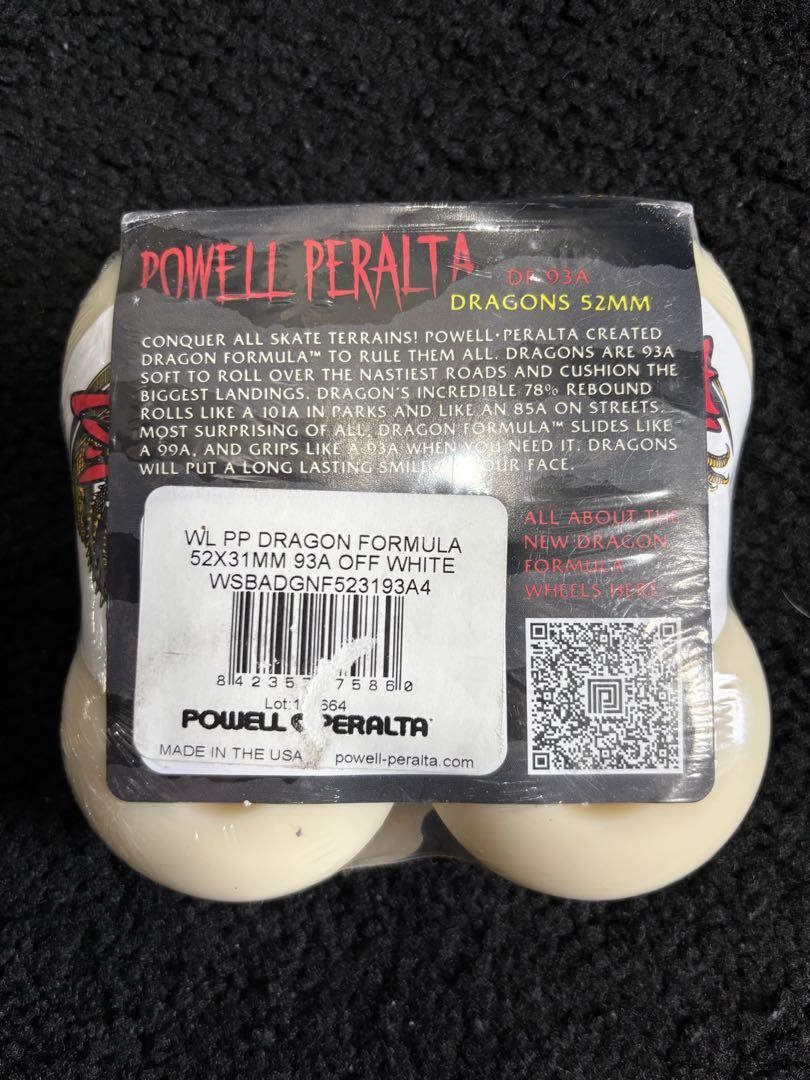 POWELL PERALTA
DF 93A
DRAGONS 52MM
CONQUER ALL SKATE TERRAINS! POWELL•PERALTA CREATED
DRAGON FORMULA™ TO RULE THEM ALL. DRAGONS ARE 93A
SOFT TO ROLL OVER THE NASTIEST ROADS AND CUSHION THE
BIGGEST LANDINGS. DRAGON'S INCREDIBLE 78% REBOUND
ROLLS LIKE A 101A IN PARKS AND LIKE AN 85A ON STREETS.
MOST SURPRISING OF ALL, DRAGON FORMULA™ SLIDES LIKE
A 99A, AND GRIPS LIKE A 93A WHEN YOU NEED IT. DRAGONS
WILL PUT A LONG LASTING SMILE YOUR FACE.
ALL ABOUT THE
NEW DRAGON
FORMULA
WHEELS HERE.
WL PP DRAGON FORMULA
52X31MM 93A OFF WHITE
WSBADGNF523193A4
POWELL PERALTA
MADE IN THE USA powell-peralta.com